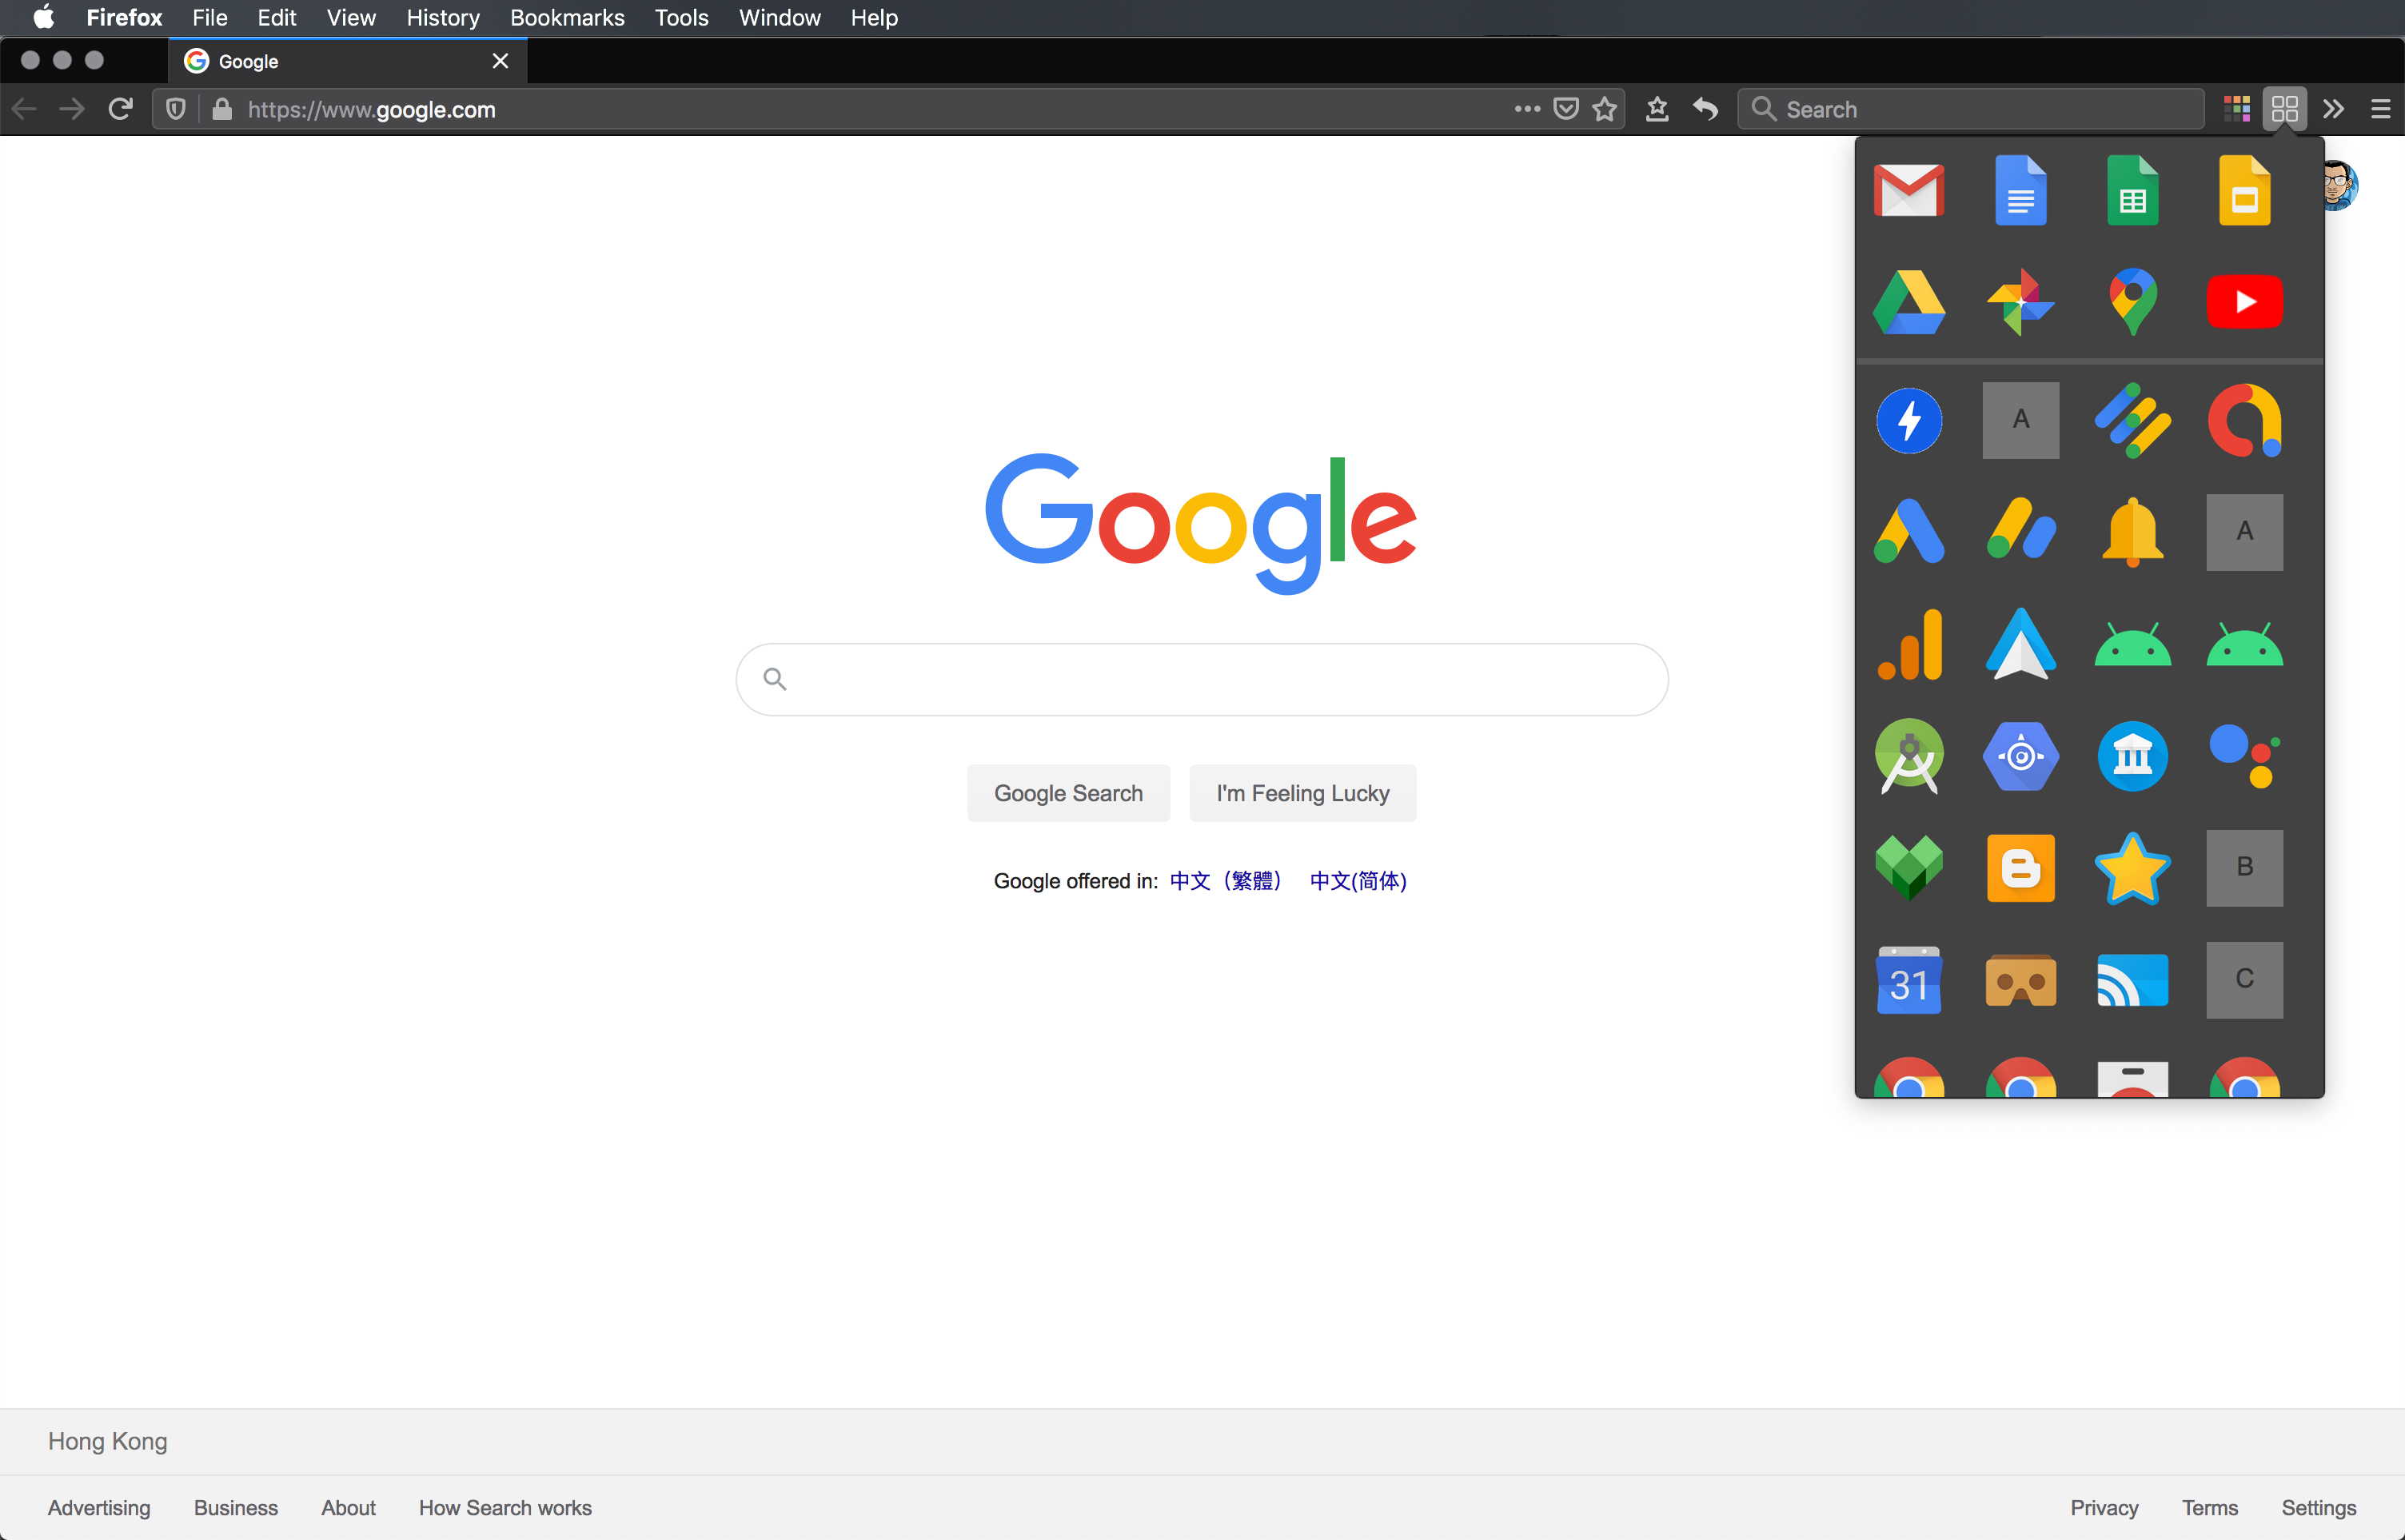 Firefox File Edit View History Bookmarks Tools Window Help
Google
https://www.google.com
Search
A
A
Google
Google Search I'm Feeling Lucky
B
Google offered in: 中文（繁體） 中文(简体)
31
C
Hong Kong
Advertising Business About How Search works Privacy Terms Settings